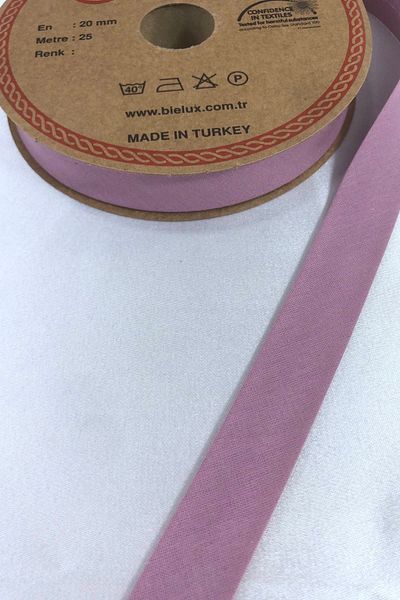 En : 20 mm
Metre : 25
Renk :
CONFIDENCE
IN TEXTILES
Tested for harmful substances
40°
P
www.bielux.com.tr
MADE IN TURKEY